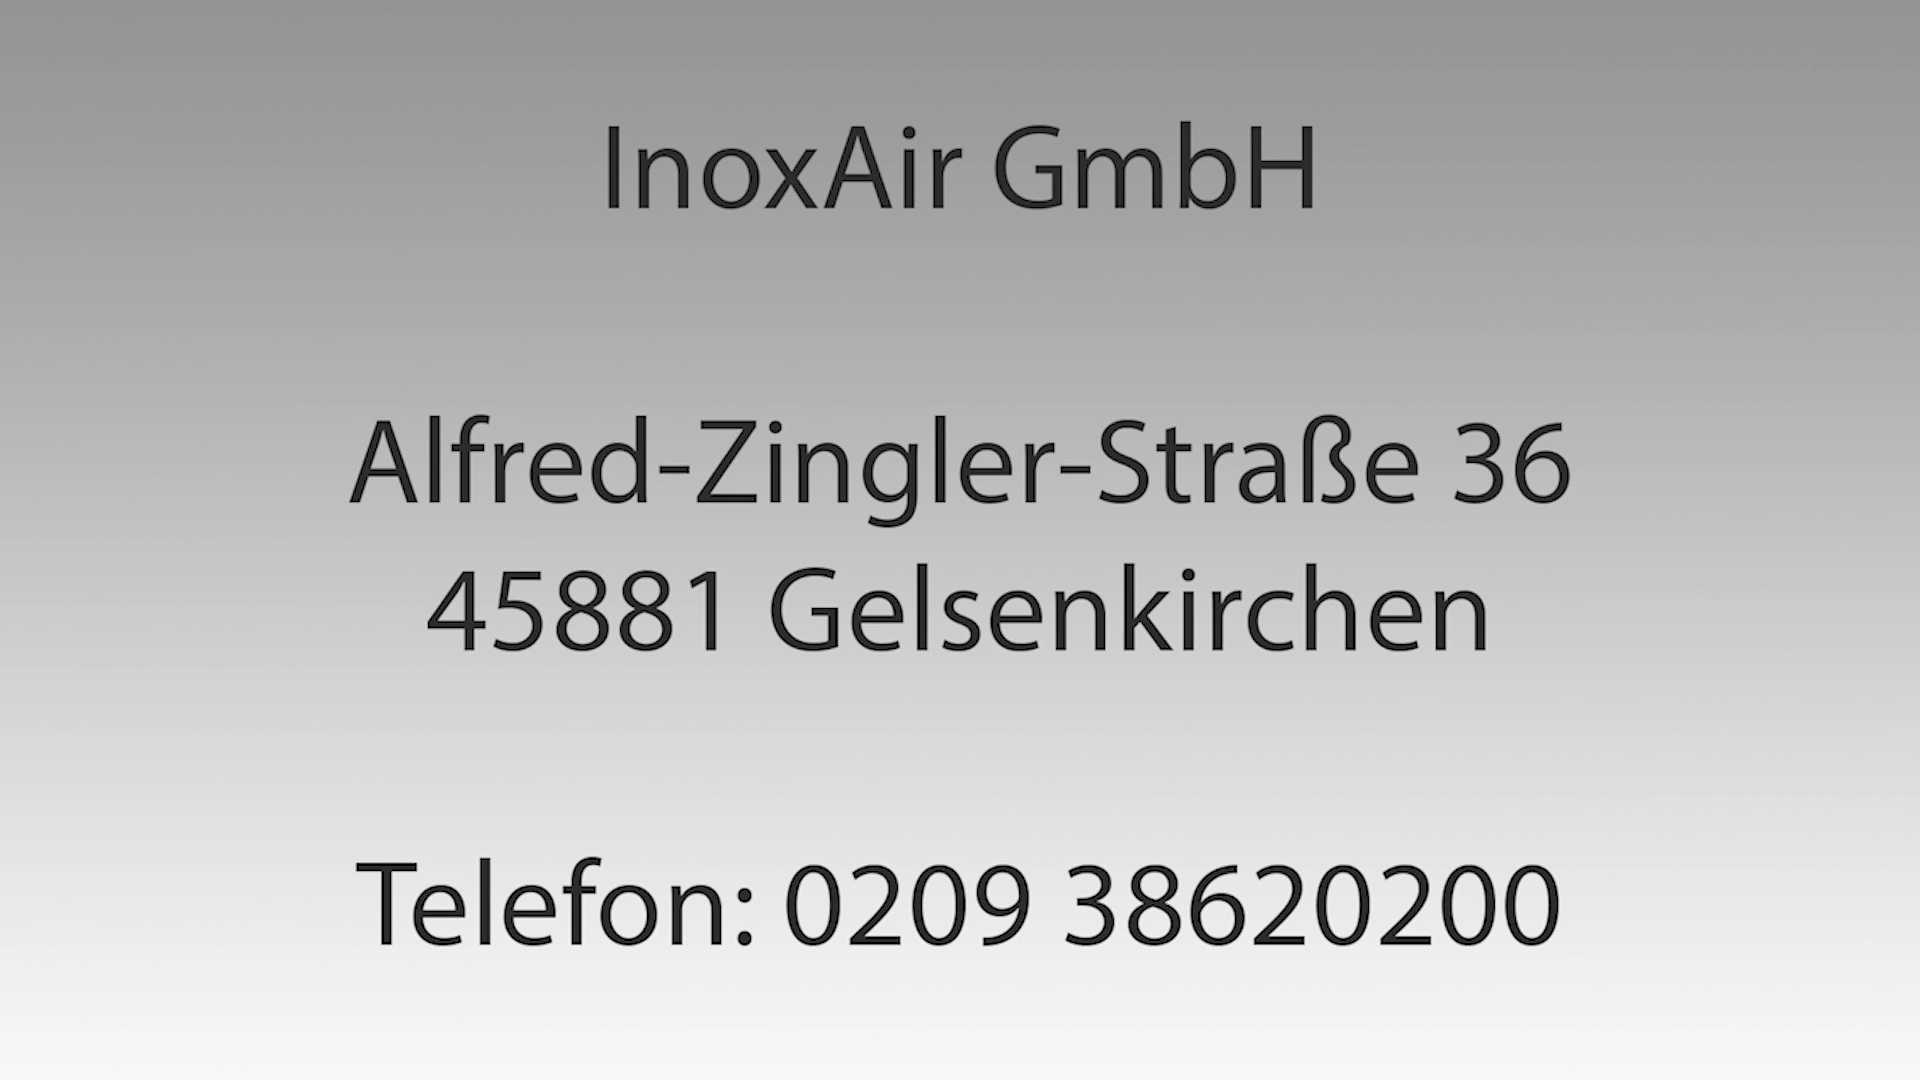 InoxAir GmbH
Alfred-Zingler-Straße 36
45881 Gelsenkirchen
Telefon: 0209 38620200